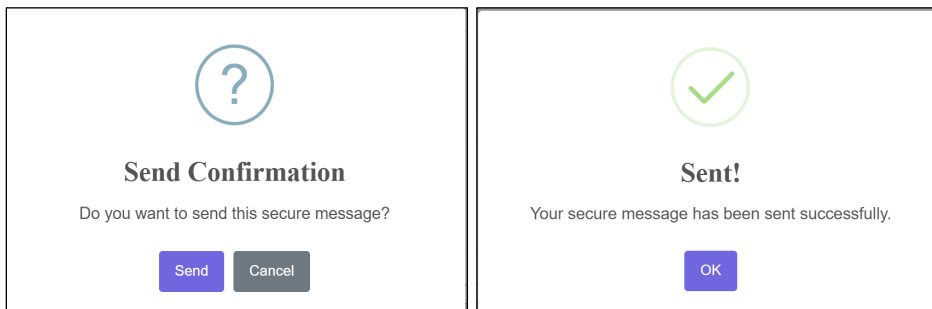 ?
Send Confirmation
Do you want to send this secure message?
Send Cancel
Sent!
Your secure message has been sent successfully.
OK